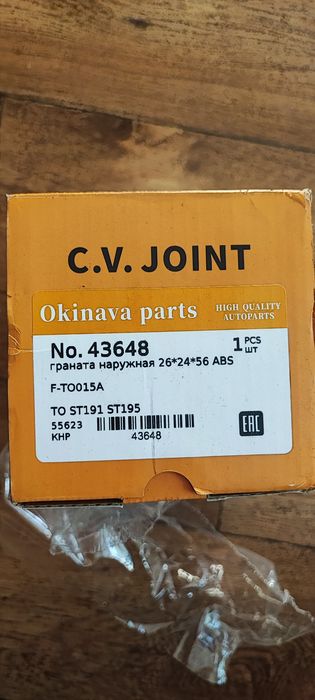 C.V. JOINT
Okinava parts
HIGH QUALITY
AUTOPARTS
No. 43648
1 PCS
ШТ
граната наружная 26*24*56 ABS
F-TO015A
TO ST191 ST195
55623
КНР
43648
EAC